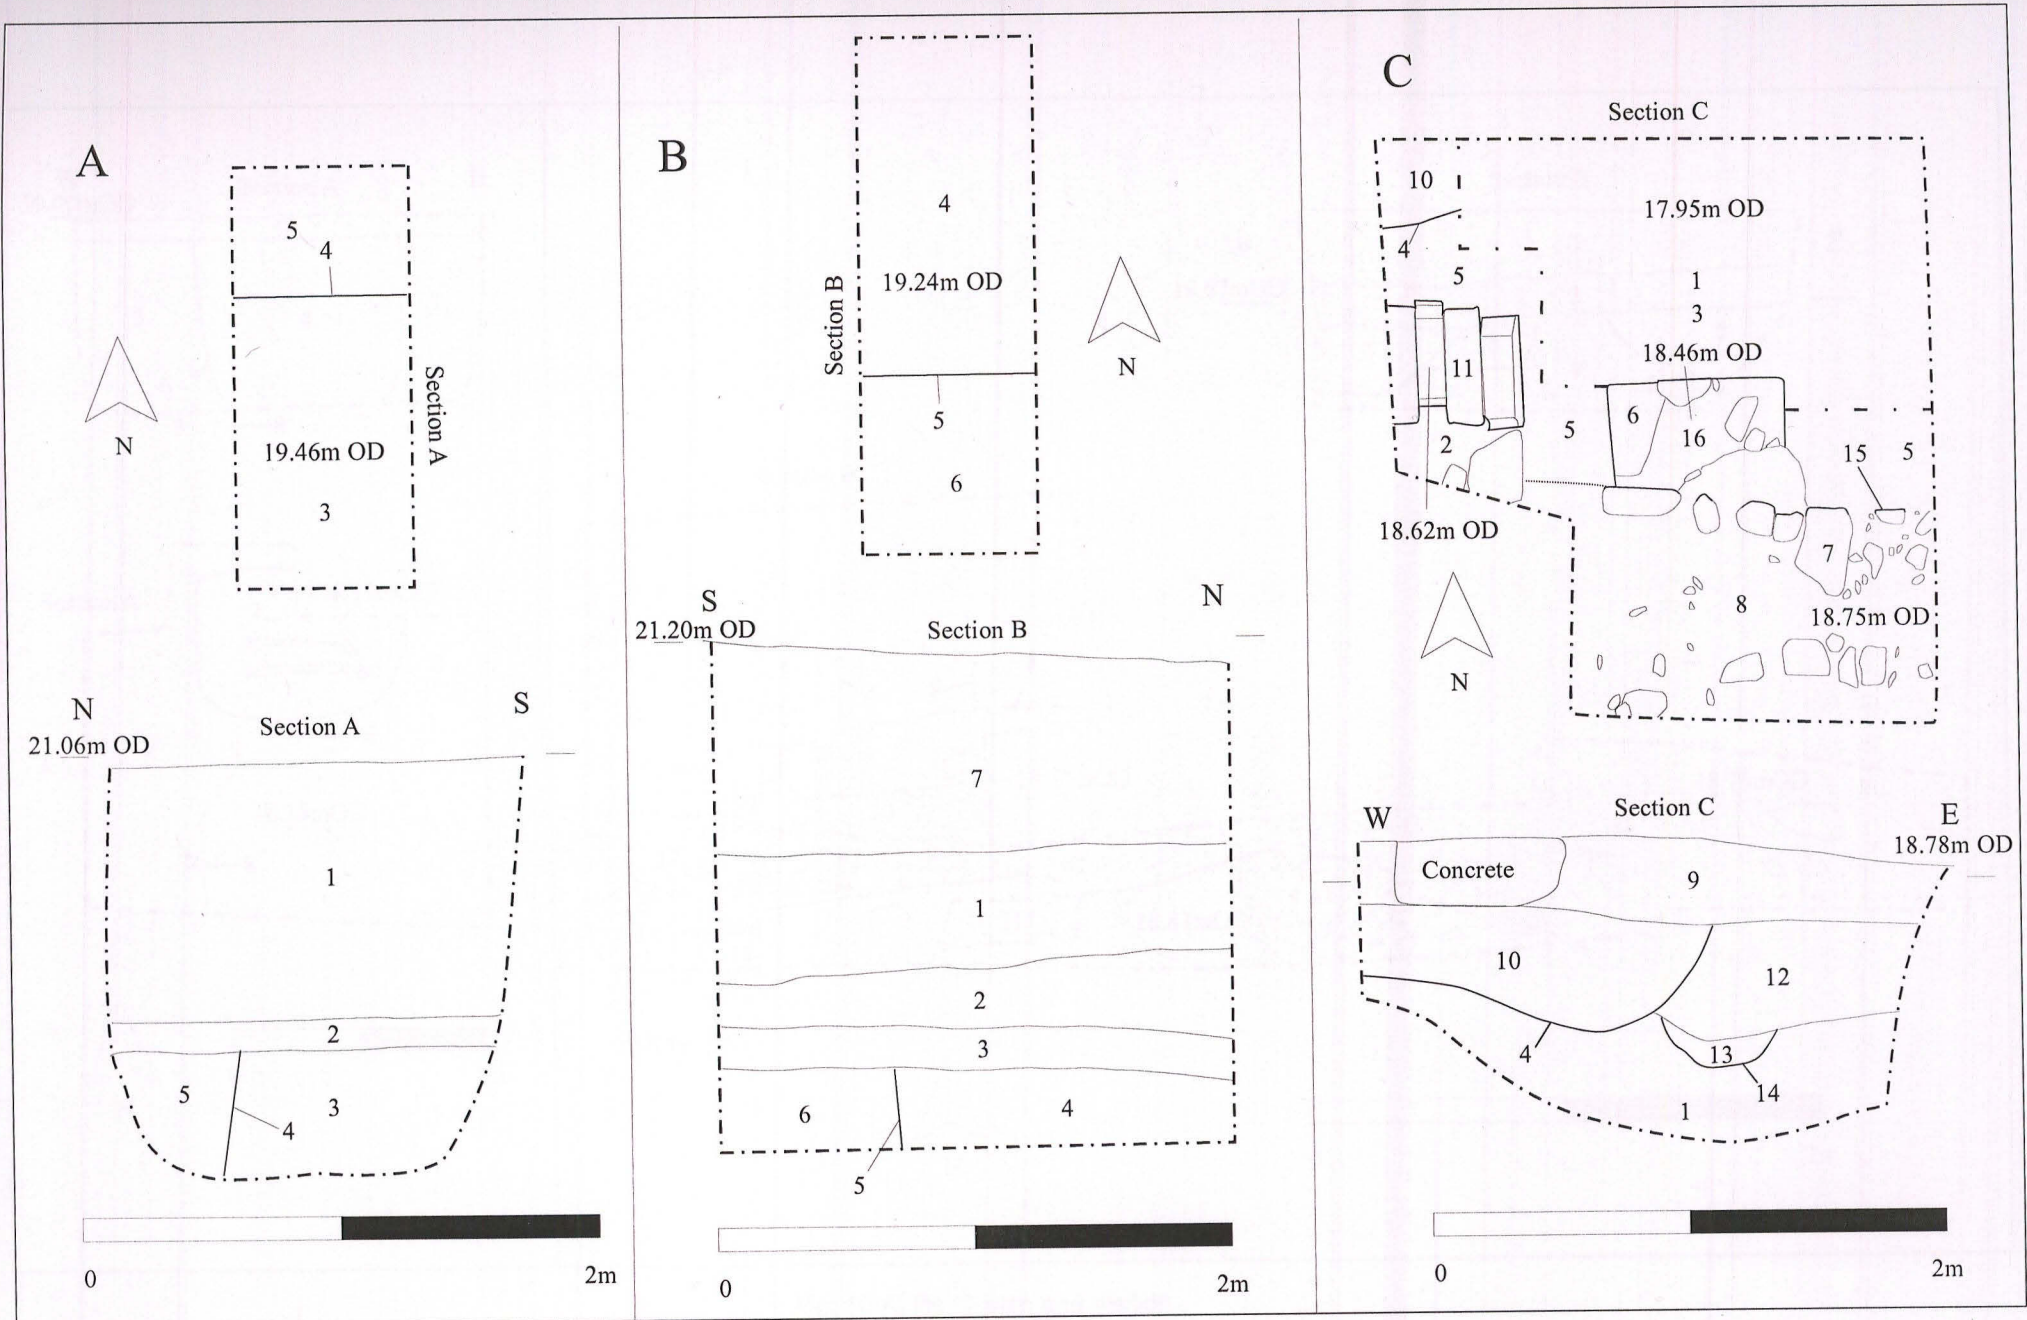 A
5
4
N
19.46m OD
3
Section A
N
S
21.06m OD
Section A
1
2
5
3
4
0
2m
B
4
19.24m OD
Section B
N
5
6
S
N
21.20m OD
Section B
7
1
2
3
6
4
5
0
2m
C
Section C
10
17.95m OD
4
5
1
3
18.46m OD
11
6
2
5
16
15
5
18.62m OD
7
8
18.75m OD
N
Section C
W
E
18.78m OD
Concrete
9
10
12
4
13
14
1
0
2m